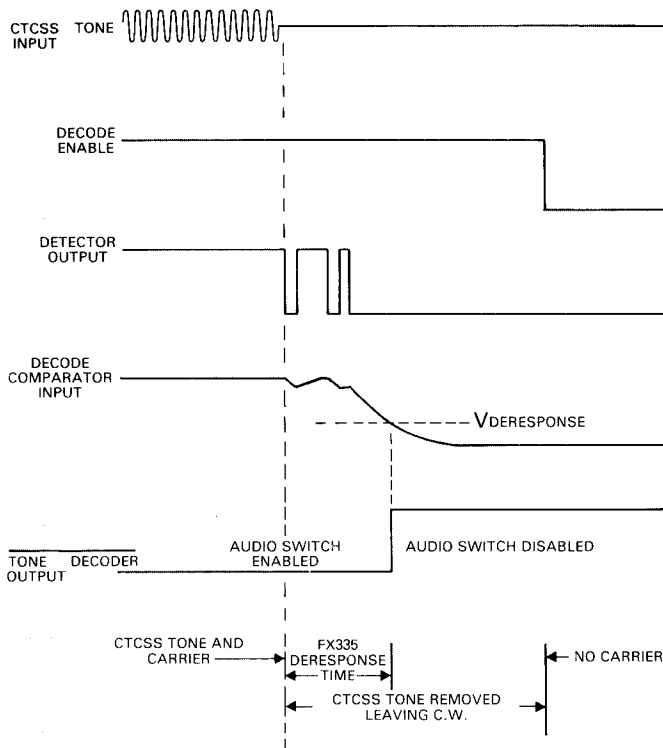 CTCSS TONE
INPUT
DECODE
ENABLE
DETECTOR
OUTPUT
DECODE
COMPARATOR
INPUT
VDERESPONSE
TONE DECODER
OUTPUT
AUDIO SWITCH
ENABLED
AUDIO SWITCH DISABLED
CTCSS TONE AND
CARRIER
FX335
DERESPONSE
TIME
NO CARRIER
CTCSS TONE REMOVED
LEAVING C.W.